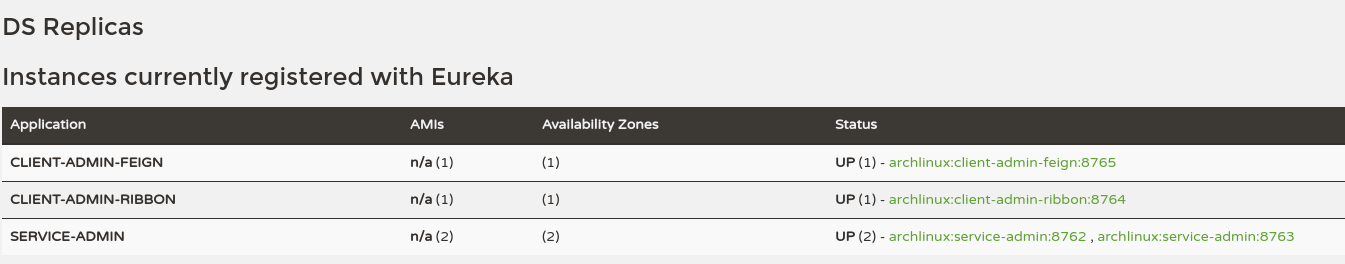 DS Replicas
Instances currently registered with Eureka
Application AMIs Availability Zones Status
CLIENT-ADMIN-FEIGN n/a (1) (1) UP (1) - archlinux:client-admin-feign:8765
CLIENT-ADMIN-RIBBON n/a (1) (1) UP (1) - archlinux:client-admin-ribbon:8764
SERVICE-ADMIN n/a (2) (2) UP (2) - archlinux:service-admin:8762 , archlinux:service-admin:8763